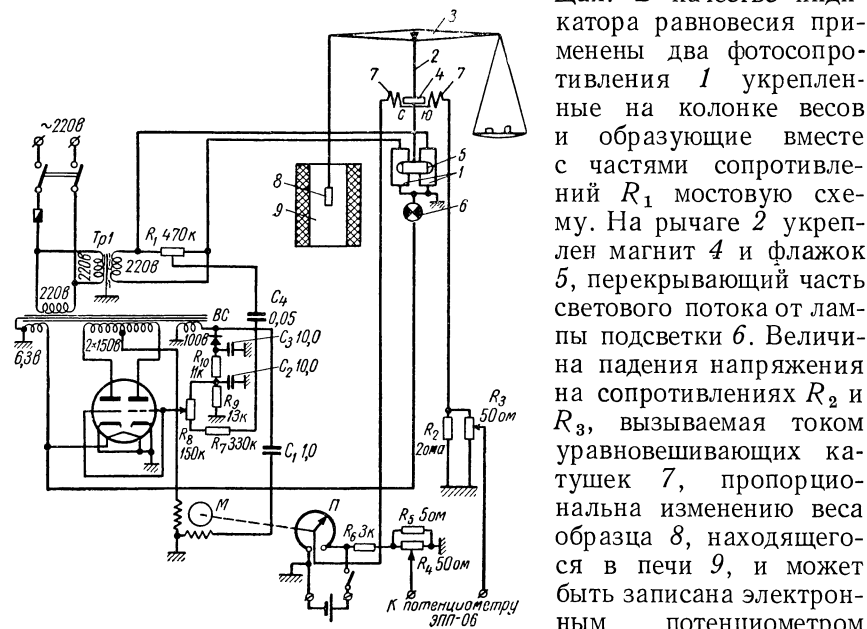 щах. В качестве инди-
катора равновесия при-
менены два фотосопро-
тивления 1 укреплен-
ные на колонке весов
и образующие вместе
с частями сопротивле-
ний R₁ мостовую схе-
му. На рычаге 2 укреп-
лен магнит 4 и флажок
5, перекрывающий часть
светового потока от лам-
пы подсветки 6. Величи-
на падения напряжения
на сопротивлениях R₂ и
R₃, вызываемая током
уравновешивающих ка-
тушек 7, пропорцио-
нальна изменению веса
образца 8, находящего-
ся в печи 9, и может
быть записана электрон-
ным потенциометром
3
2
7
4
7
С
Ю
~220в
5
1
8
9
6
Тр1
R₁ 470к
220в
220в
220в
С₄
0,05
ВС
С₃ 10,0
6,3в
2×150в
100в
R₁₀
11к
С₂ 10,0
R₉
13к
R₈
150к
R₇ 330к
С₁ 1,0
R₃
50ом
R₂
2ома
М
П
R₅ 5ом
R₆ 3к
R₄ 50ом
К потенциометру
ЭПП-06